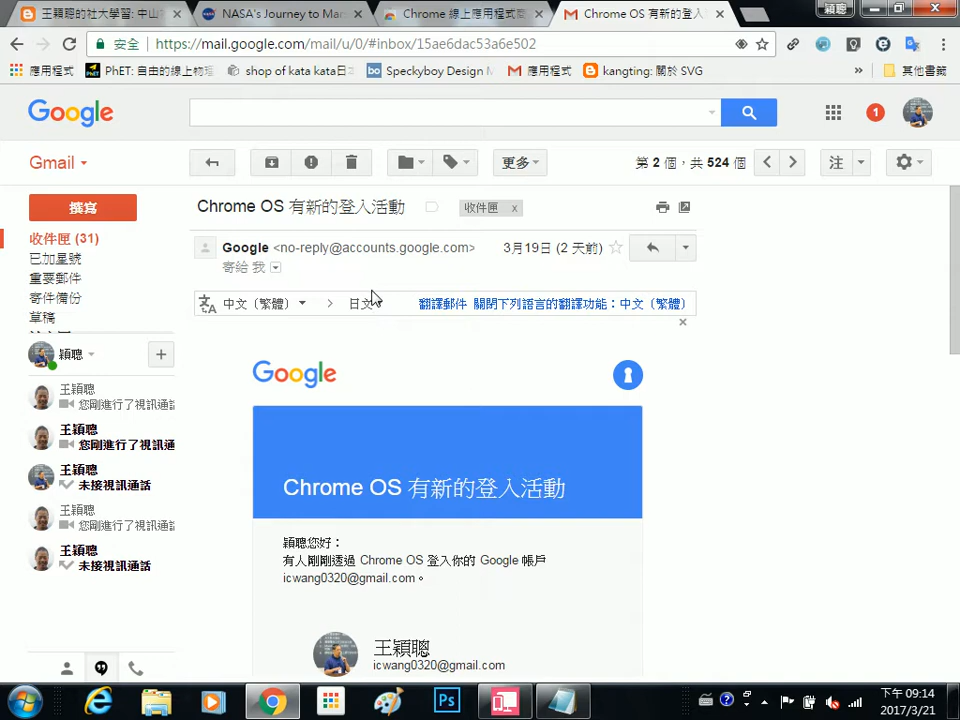 王穎聰的社大學習: 中山
NASA's Journey to Mar
Chrome 線上應用程式商
Chrome OS 有新的登入
穎聰
安全
https://mail.google.com/mail/u/0/#inbox/15ae6dac53a6e502
應用程式
PhET: 自由的線上物理
shop of kata kata日
Speckyboy Design M
應用程式
kangting: 關於 SVG
»
其他書籤
Google
1
Gmail
更多
第 2 個，共 524 個
注
撰寫
Chrome OS 有新的登入活動
收件匣 x
收件匣 (31)
已加星號
重要郵件
寄件備份
草稿
Google <no-reply@accounts.google.com>
3月19日 (2 天前)
寄給 我
中文（繁體）
日文
翻譯郵件
關閉下列語言的翻譯功能：中文（繁體）
穎聰
王穎聰
您剛進行了視訊通話
王穎聰
您剛進行了視訊通話
王穎聰
未接視訊通話
王穎聰
您剛進行了視訊通話
王穎聰
未接視訊通話
Google
Chrome OS 有新的登入活動
穎聰您好：
有人剛剛透過 Chrome OS 登入你的 Google 帳戶
icwang0320@gmail.com。
王穎聰
icwang0320@gmail.com
Ps
下午 09:14
2017/3/21